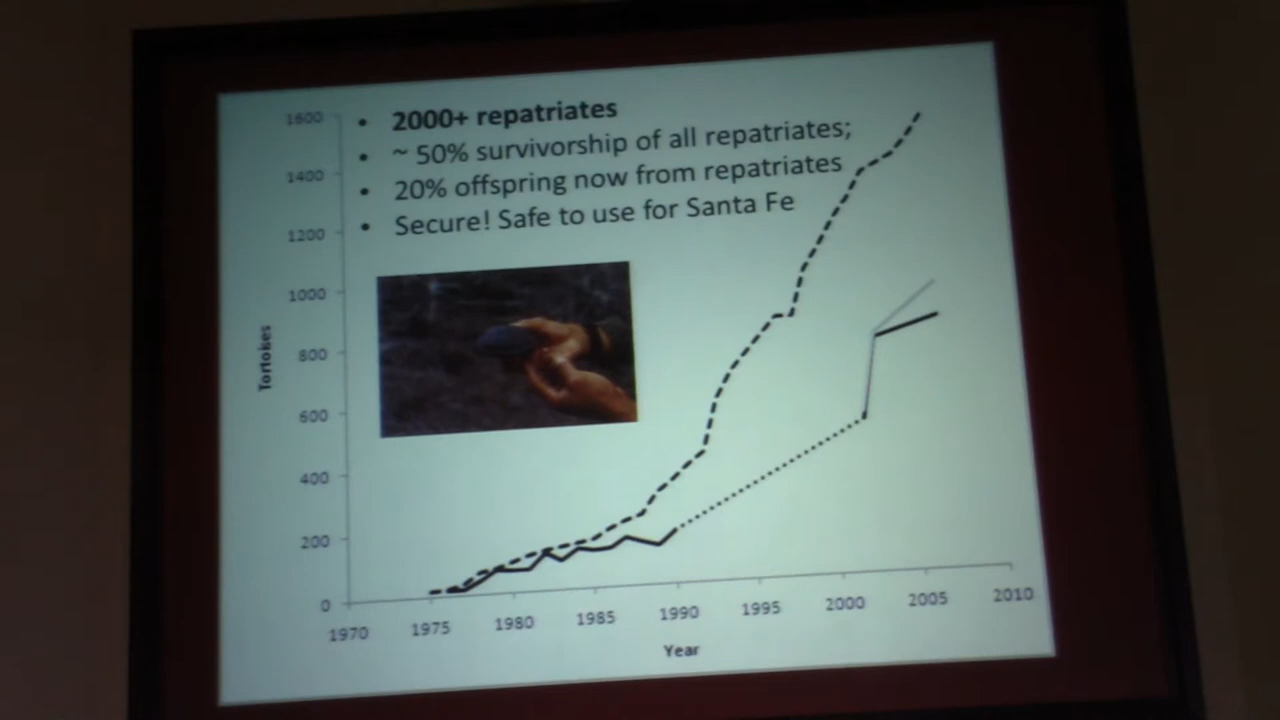 • 2000+ repatriates
• ~ 50% survivorship of all repatriates;
• 20% offspring now from repatriates
• Secure! Safe to use for Santa Fe
1600
1400
1200
1000
800
600
400
200
0
Tortoises
1970 1975 1980 1985 1990 1995 2000 2005 2010
Year